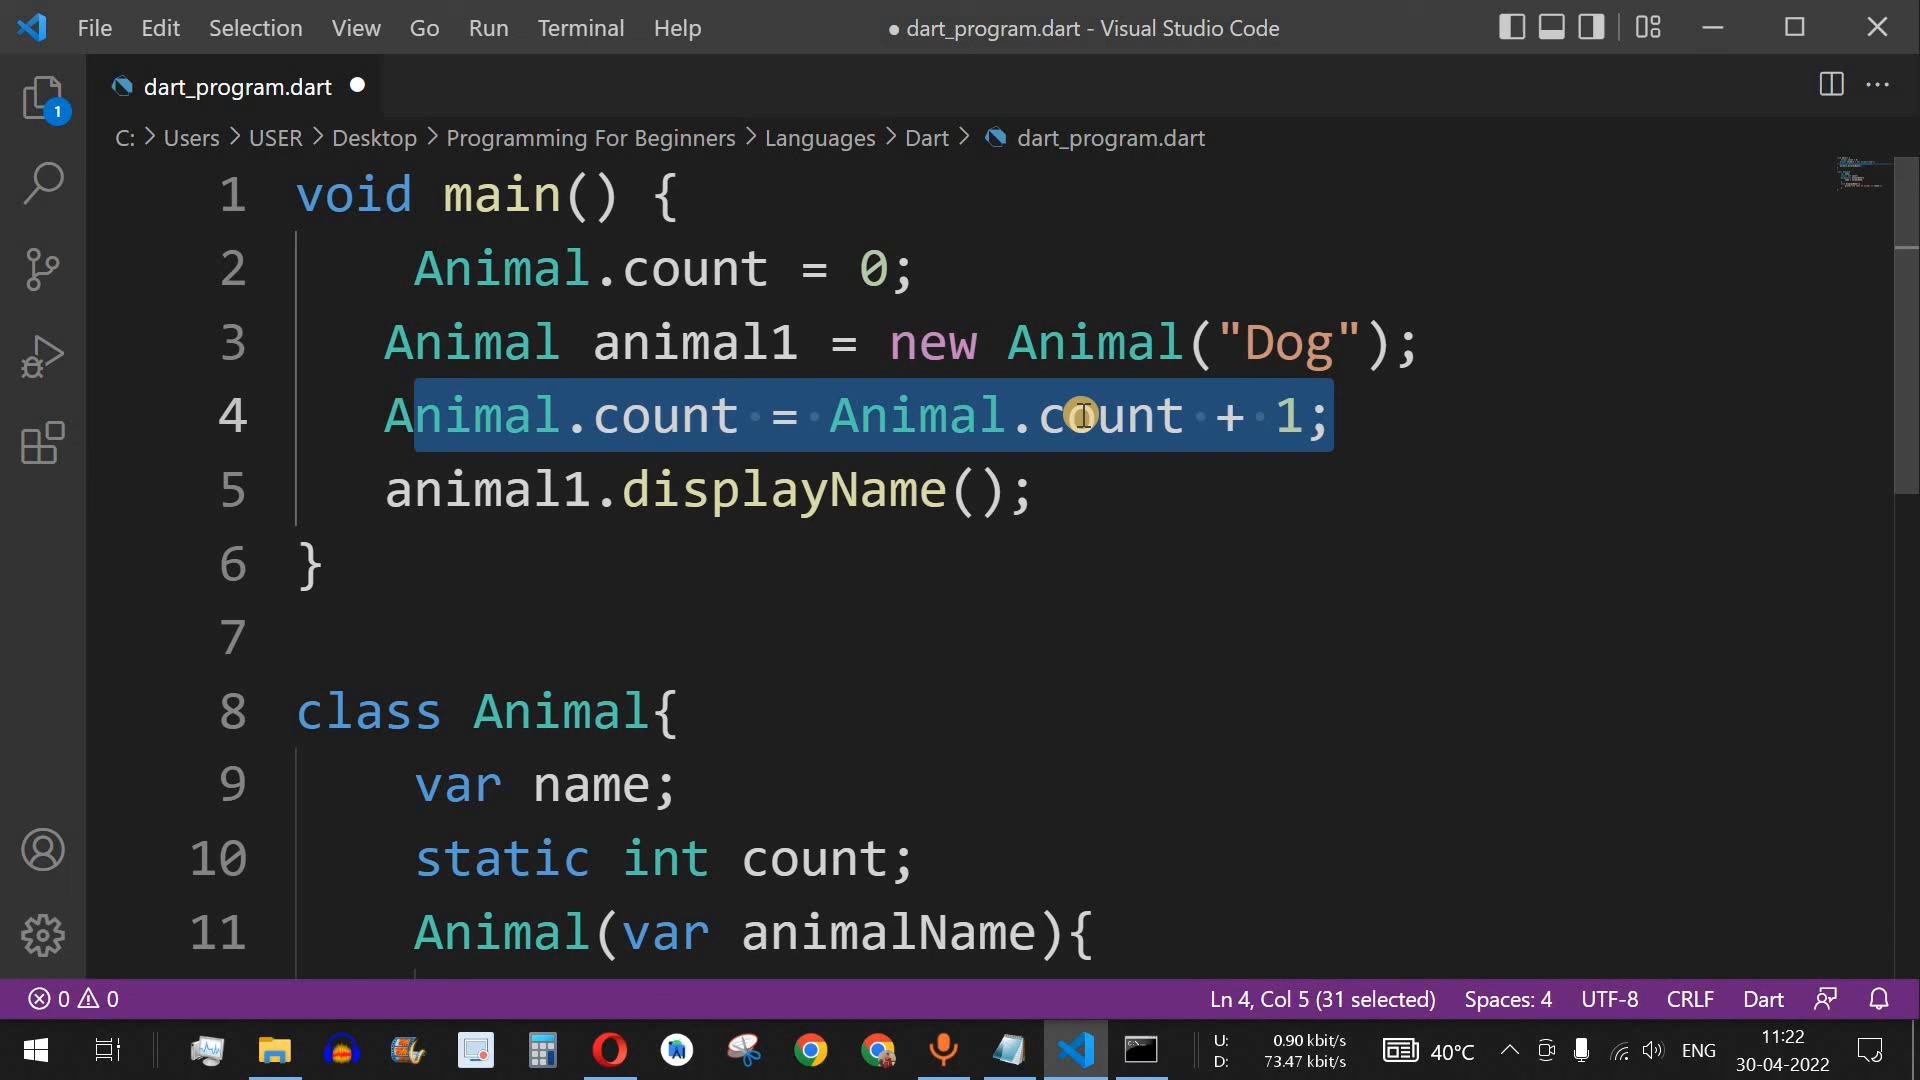 File Edit Selection View Go Run Terminal Help ● dart_program.dart - Visual Studio Code
dart_program.dart ●
1
C: > Users > USER > Desktop > Programming For Beginners > Languages > Dart > dart_program.dart
1 void main() {
2 Animal.count = 0;
3 Animal animal1 = new Animal("Dog");
4 Animal.count = Animal.count + 1;
5 animal1.displayName();
6 }
7
8 class Animal{
9 var name;
10 static int count;
11 Animal(var animalName){
0 0 Ln 4, Col 5 (31 selected) Spaces: 4 UTF-8 CRLF Dart
U: 0.90 kbit/s
D: 73.47 kbit/s
40°C ENG
11:22
30-04-2022